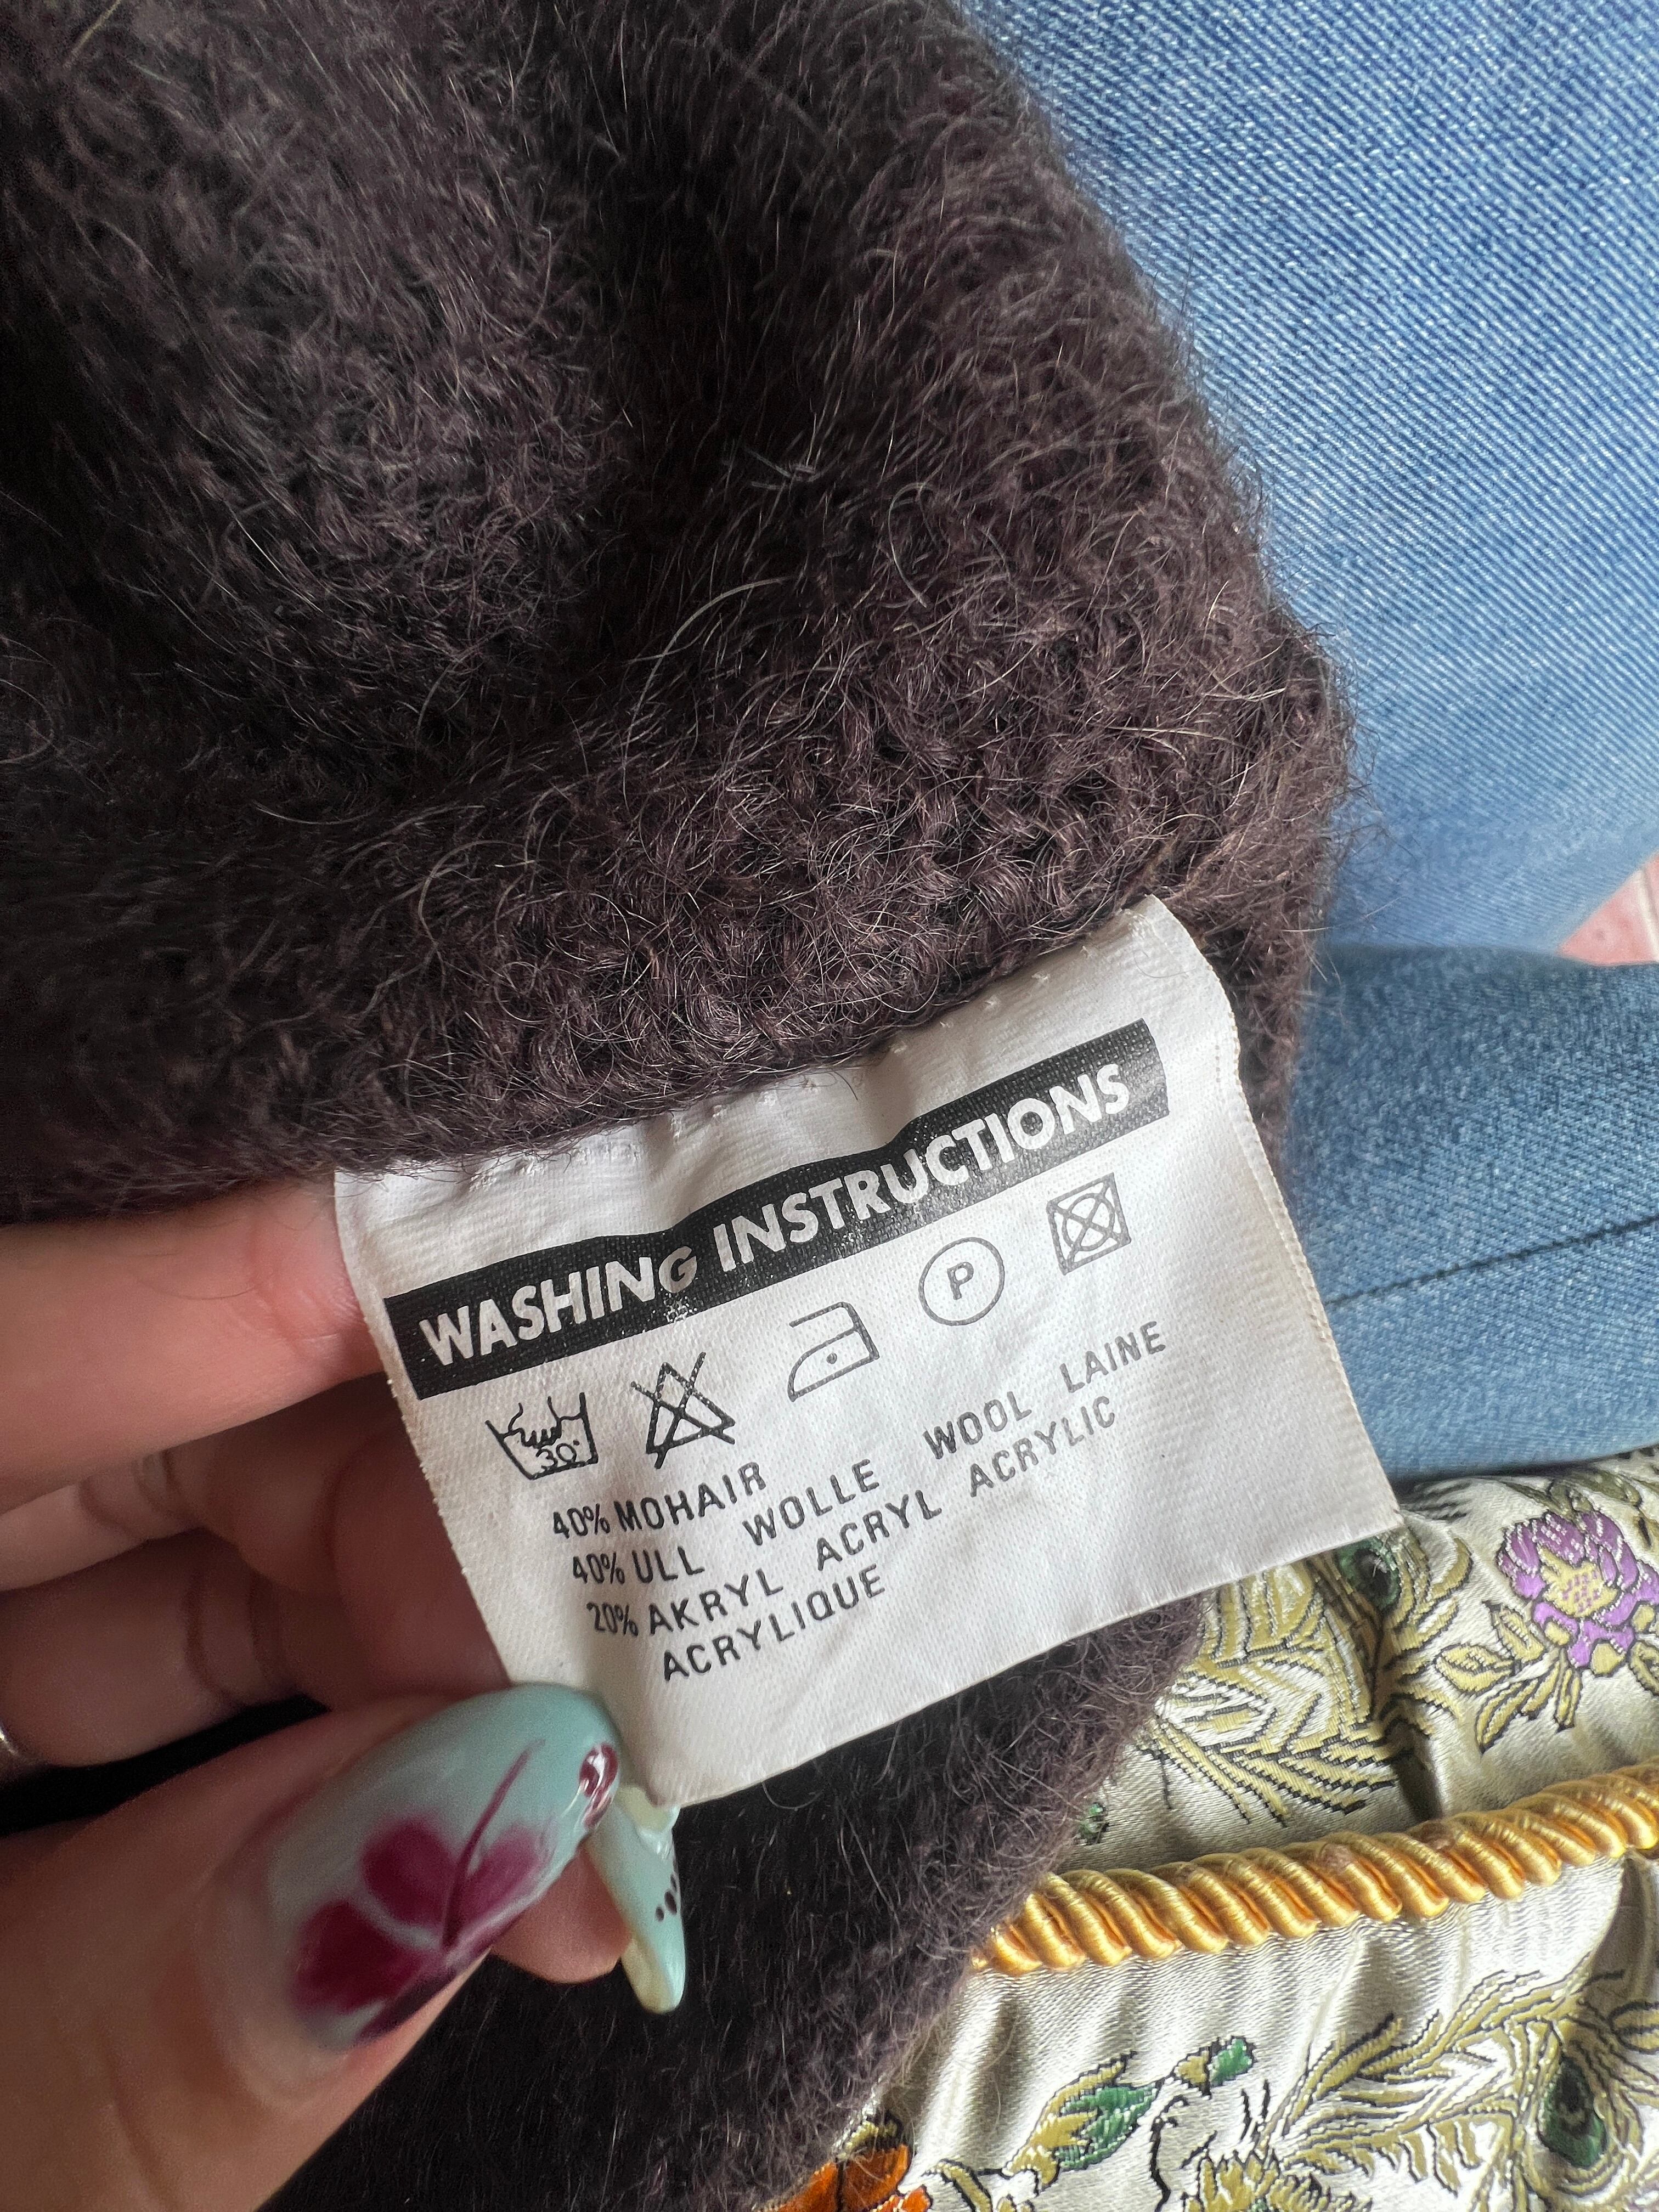 WASHING INSTRUCTIONS
30°
P
40% MOHAIR
40% ULL WOLLE WOOL LAINE
20% AKRYL ACRYL ACRYLIC
ACRYLIQUE